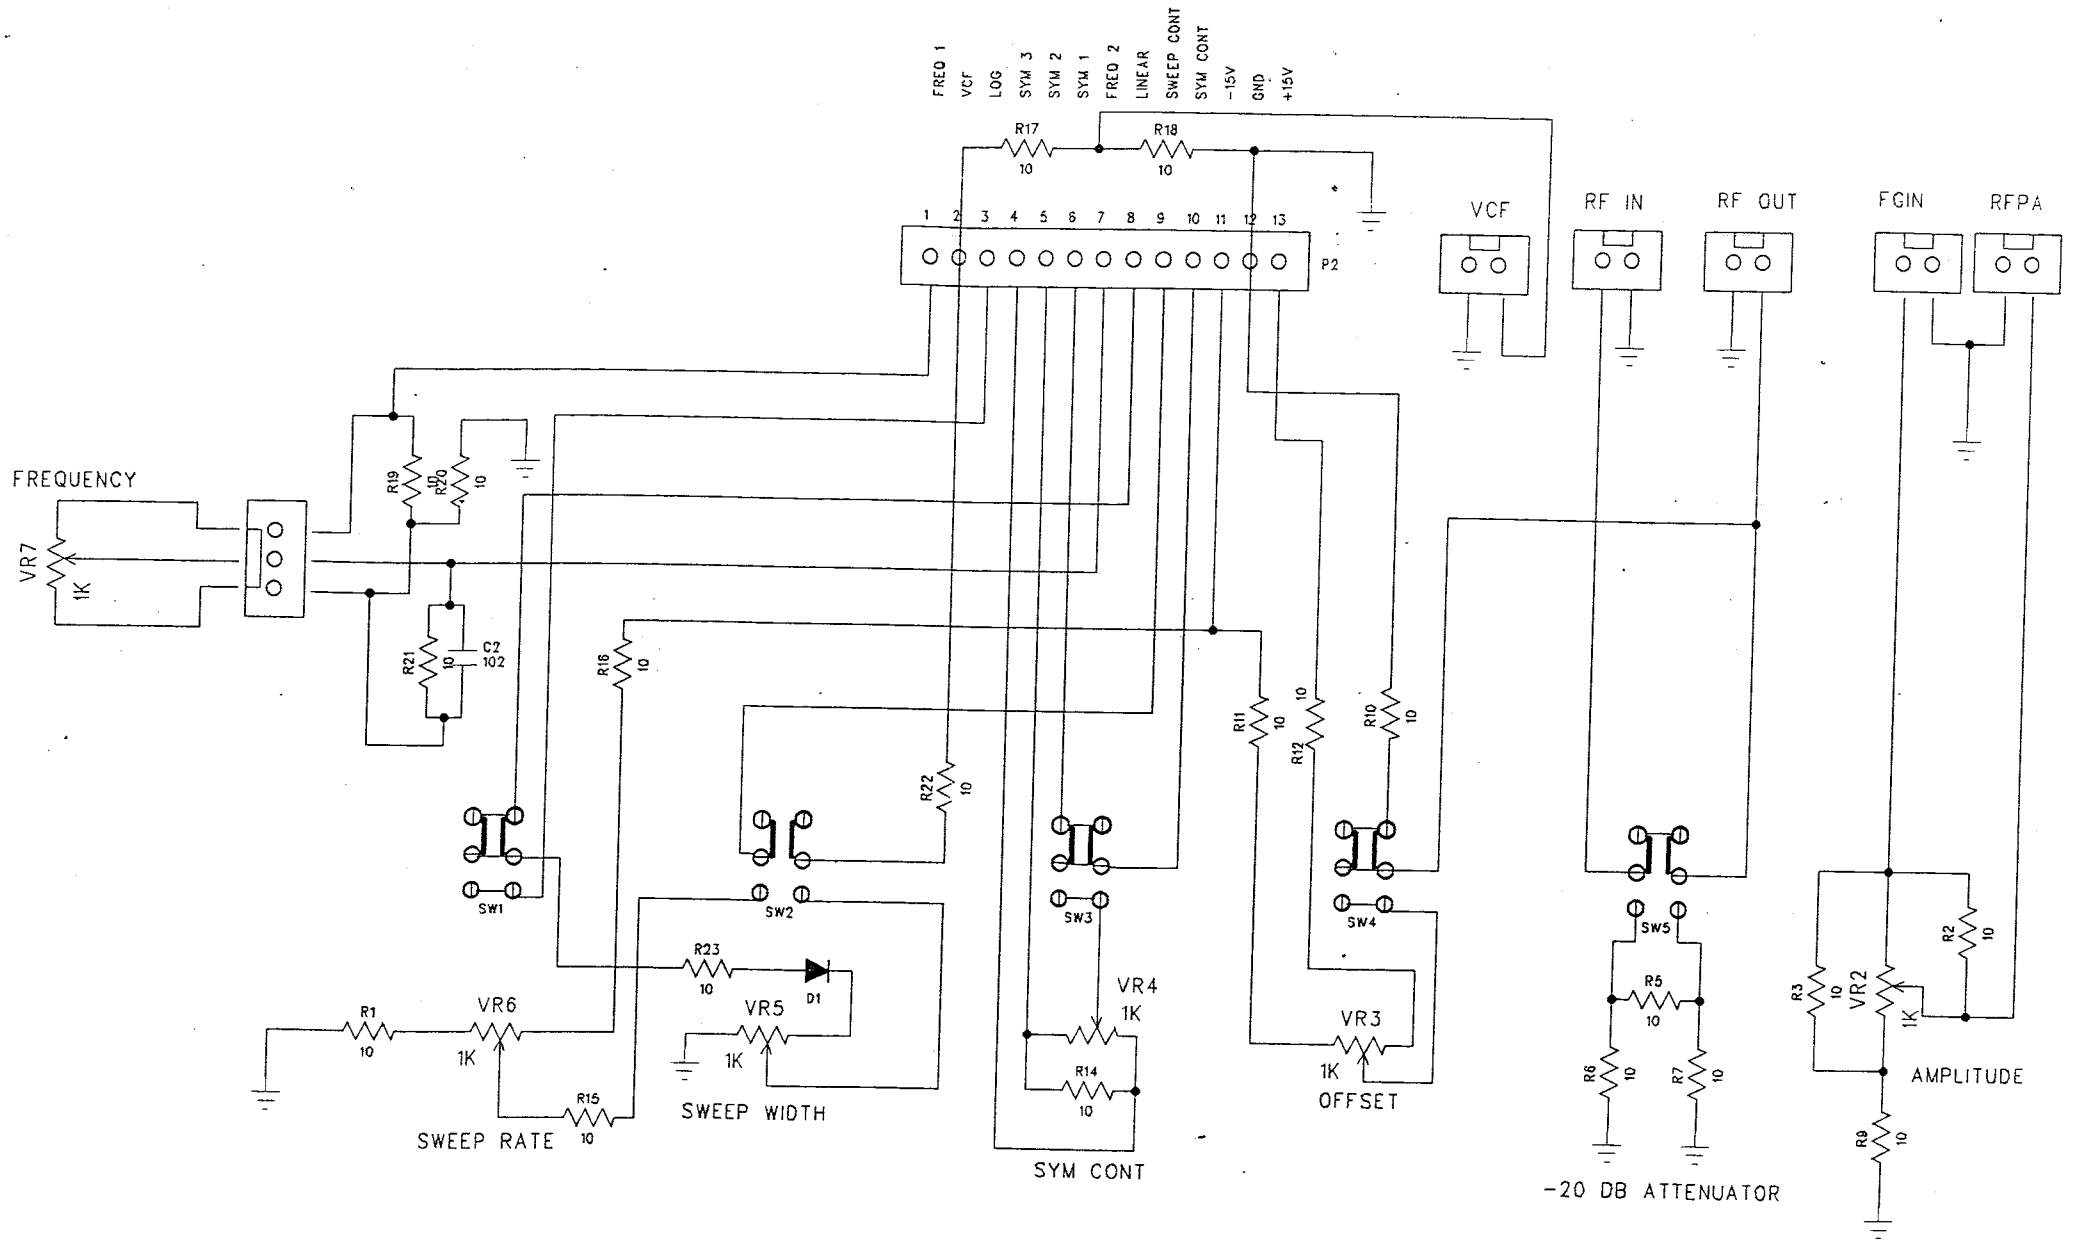 FREQ 1
VCF
LOG
SYM 3
SYM 2
SYM 1
FREQ 2
LINEAR
SWEEP CONT
SYM CONT
-15V
GND
+15V
R17
10
R18
10
1 2 3 4 5 6 7 8 9 10 11 12 13
P2
VCF
RF IN
RF OUT
FGIN
RFPA
FREQUENCY
VR7
1K
R19
10
R20
10
R21
10
C2
102
R16
10
R22
10
R11
10
R12
10
R10
10
SW1
SW2
SW3
SW4
SW5
R23
10
D1
R1
10
VR6
1K
R15
10
SWEEP RATE
VR5
1K
SWEEP WIDTH
VR4
1K
R14
10
SYM CONT
VR3
1K
OFFSET
R5
10
R6
10
R7
10
-20 DB ATTENUATOR
R3
10
VR2
1K
R2
10
AMPLITUDE
R9
10